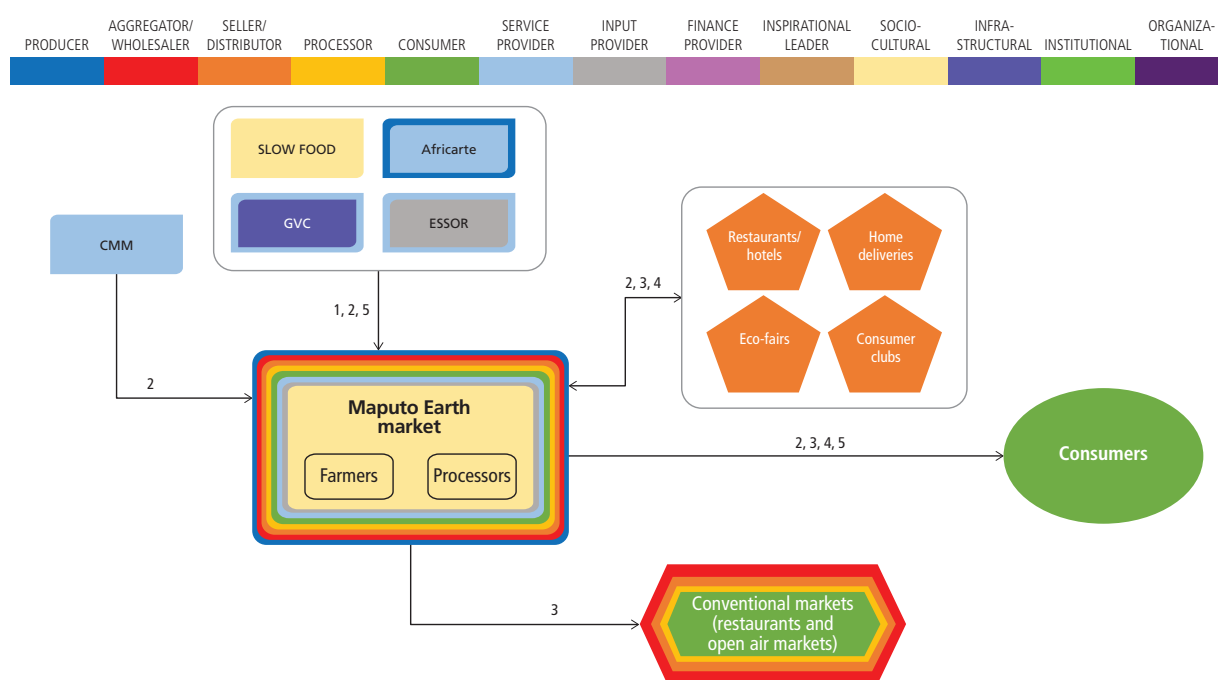 PRODUCER
AGGREGATOR/
WHOLESALER
SELLER/
DISTRIBUTOR
PROCESSOR
CONSUMER
SERVICE
PROVIDER
INPUT
PROVIDER
FINANCE
PROVIDER
INSPIRATIONAL
LEADER
SOCIO-
CULTURAL
INFRA-
STRUCTURAL
INSTITUTIONAL
ORGANIZA-
TIONAL
SLOW FOOD
Africarte
GVC
ESSOR
CMM
Restaurants/
hotels
Home
deliveries
Eco-fairs
Consumer
clubs
1, 2, 5
2, 3, 4
2
Maputo Earth
market
Farmers
Processors
2, 3, 4, 5
Consumers
3
Conventional markets
(restaurants and
open air markets)